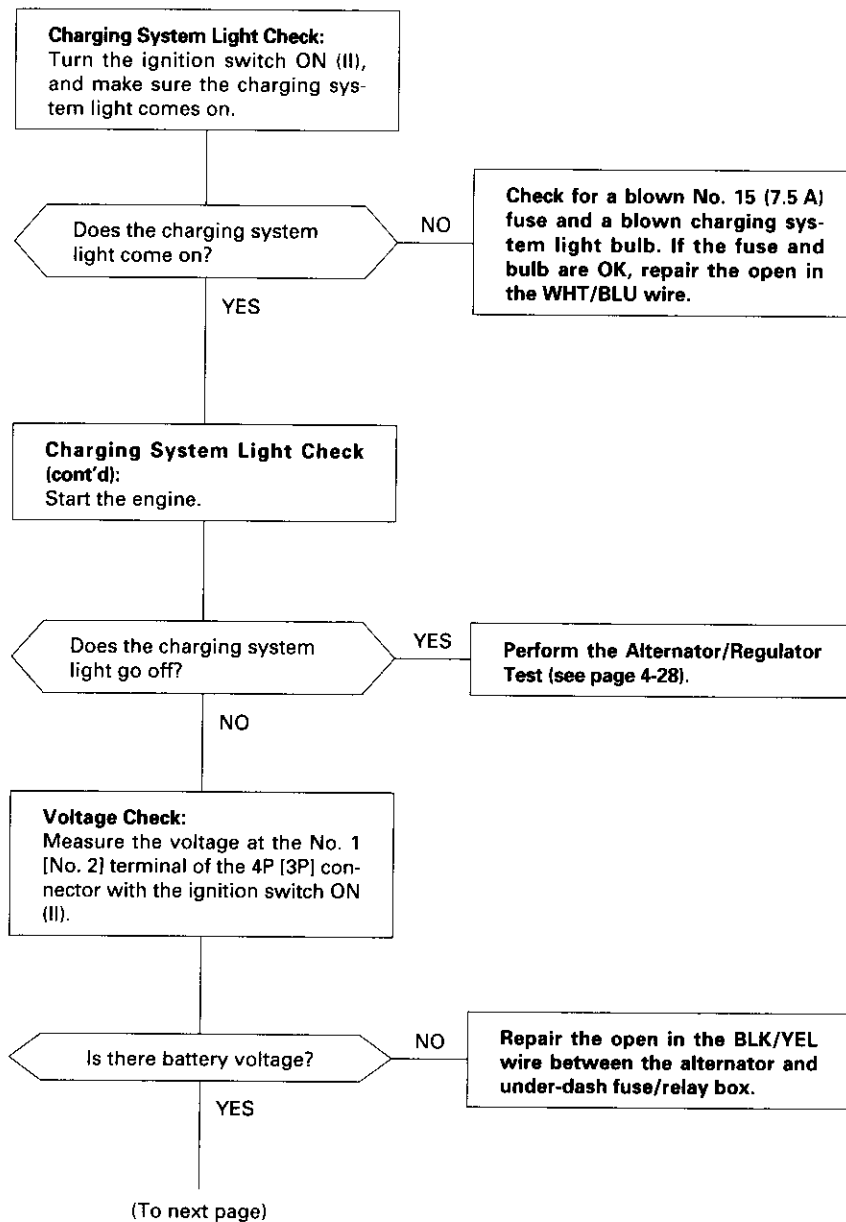 Charging System Light Check:
Turn the ignition switch ON (II),
and make sure the charging sys-
tem light comes on.
Does the charging system
light come on?
NO
Check for a blown No. 15 (7.5 A)
fuse and a blown charging sys-
tem light bulb. If the fuse and
bulb are OK, repair the open in
the WHT/BLU wire.
YES
Charging System Light Check
(cont'd):
Start the engine.
Does the charging system
light go off?
YES
Perform the Alternator/Regulator
Test (see page 4-28).
NO
Voltage Check:
Measure the voltage at the No. 1
[No. 2] terminal of the 4P [3P] con-
nector with the ignition switch ON
(II).
Is there battery voltage?
NO
Repair the open in the BLK/YEL
wire between the alternator and
under-dash fuse/relay box.
YES
(To next page)